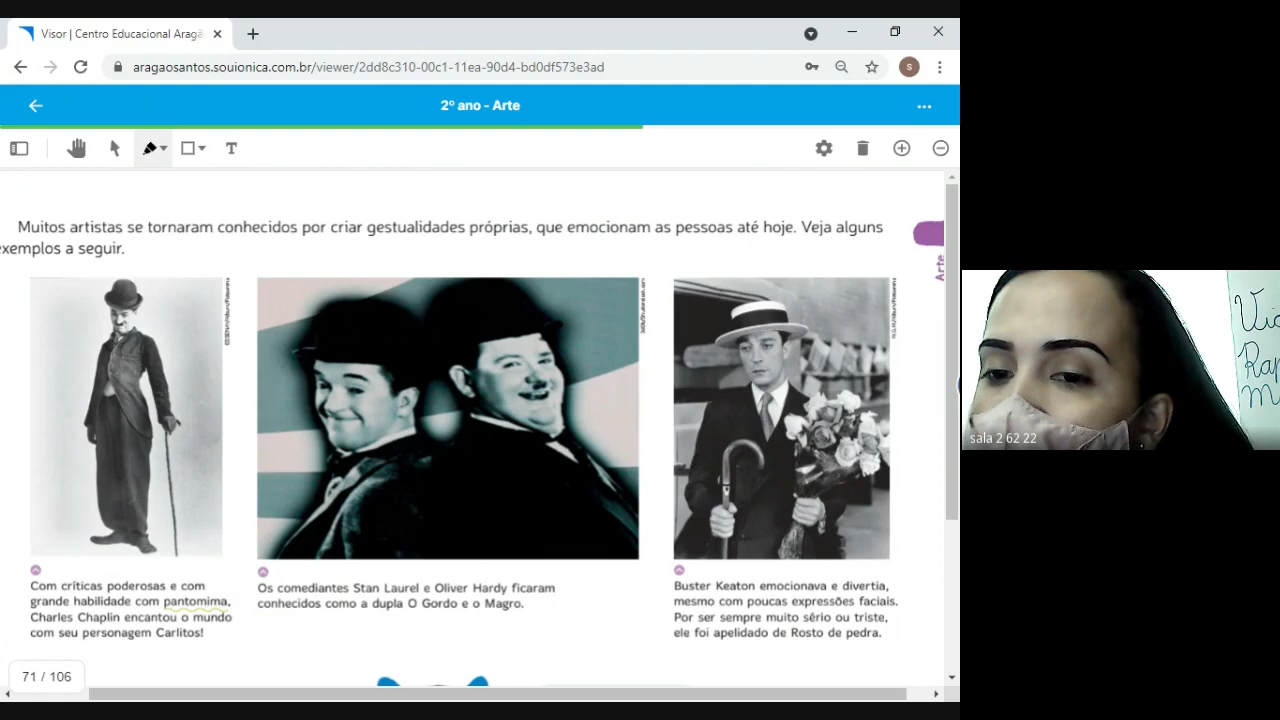 Visor | Centro Educacional Aragã
aragaosantos.souionica.com.br/viewer/2dd8c310-00c1-11ea-90d4-bd0df573e3ad
S
2º ano - Arte
T
Muitos artistas se tornaram conhecidos por criar gestualidades próprias, que emocionam as pessoas até hoje. Veja alguns
exemplos a seguir.
Arte
Com críticas poderosas e com
grande habilidade com pantomima,
Charles Chaplin encantou o mundo
com seu personagem Carlitos!
Os comediantes Stan Laurel e Oliver Hardy ficaram
conhecidos como a dupla O Gordo e o Magro.
Buster Keaton emocionava e divertia,
mesmo com poucas expressões faciais.
Por ser sempre muito sério ou triste,
ele foi apelidado de Rosto de pedra.
71 / 106
sala 2 62 22